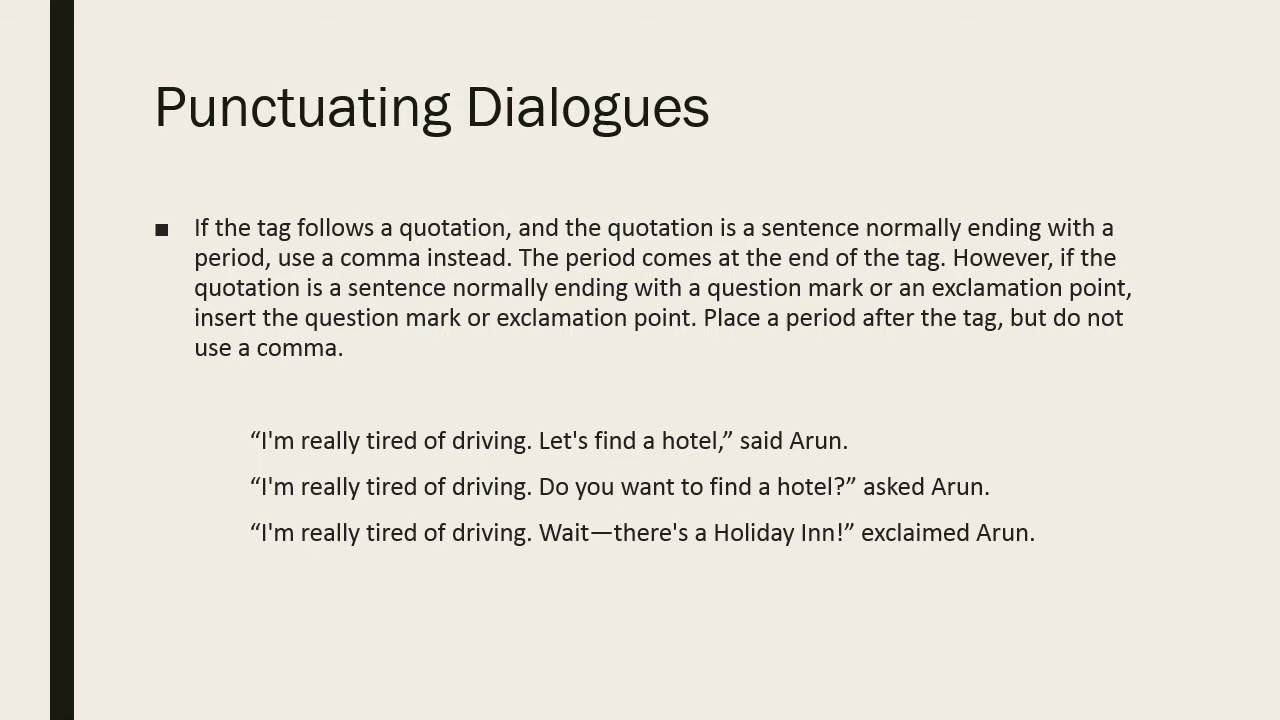 Punctuating Dialogues
■ If the tag follows a quotation, and the quotation is a sentence normally ending with a
period, use a comma instead. The period comes at the end of the tag. However, if the
quotation is a sentence normally ending with a question mark or an exclamation point,
insert the question mark or exclamation point. Place a period after the tag, but do not
use a comma.
“I'm really tired of driving. Let's find a hotel,” said Arun.
“I'm really tired of driving. Do you want to find a hotel?” asked Arun.
“I'm really tired of driving. Wait—there's a Holiday Inn!” exclaimed Arun.